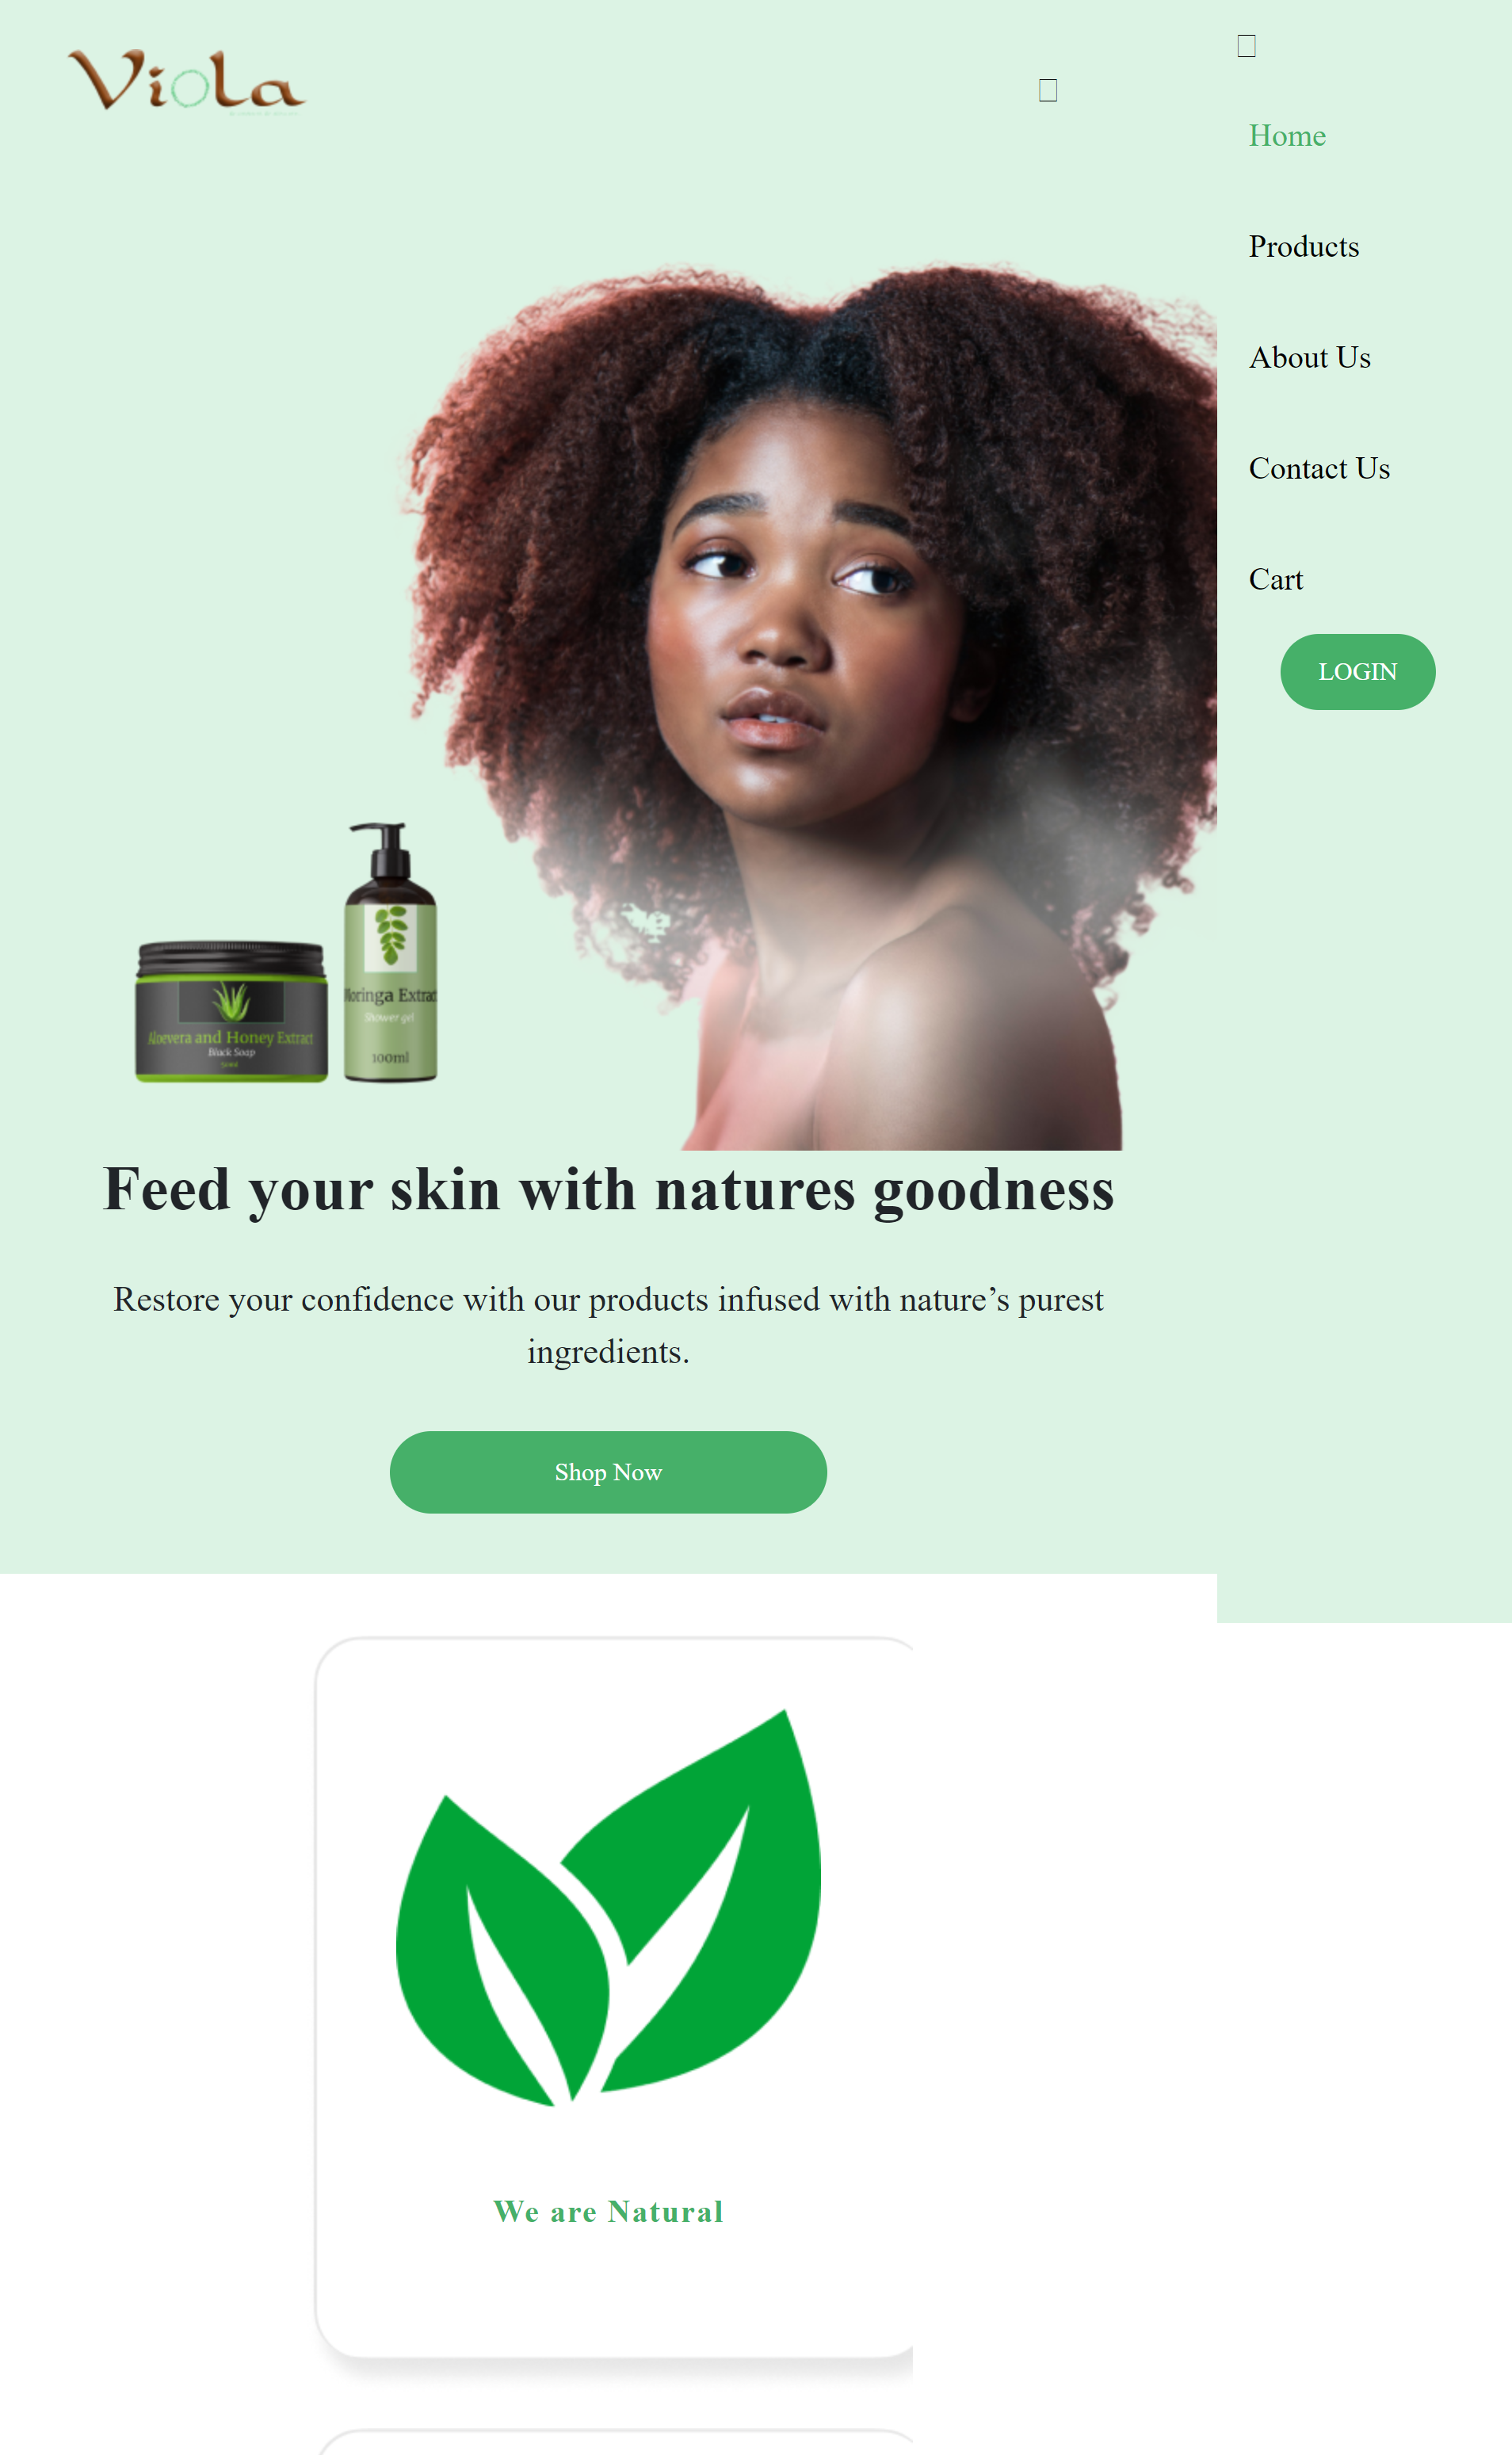 Viola
Home
Products
About Us
Contact Us
Cart
LOGIN
Moringa Extract
Shower gel
100ml
Aloevera and Honey Extract
Black Soap
Feed your skin with natures goodness
Restore your confidence with our products infused with nature’s purest
ingredients.
Shop Now
We are Natural